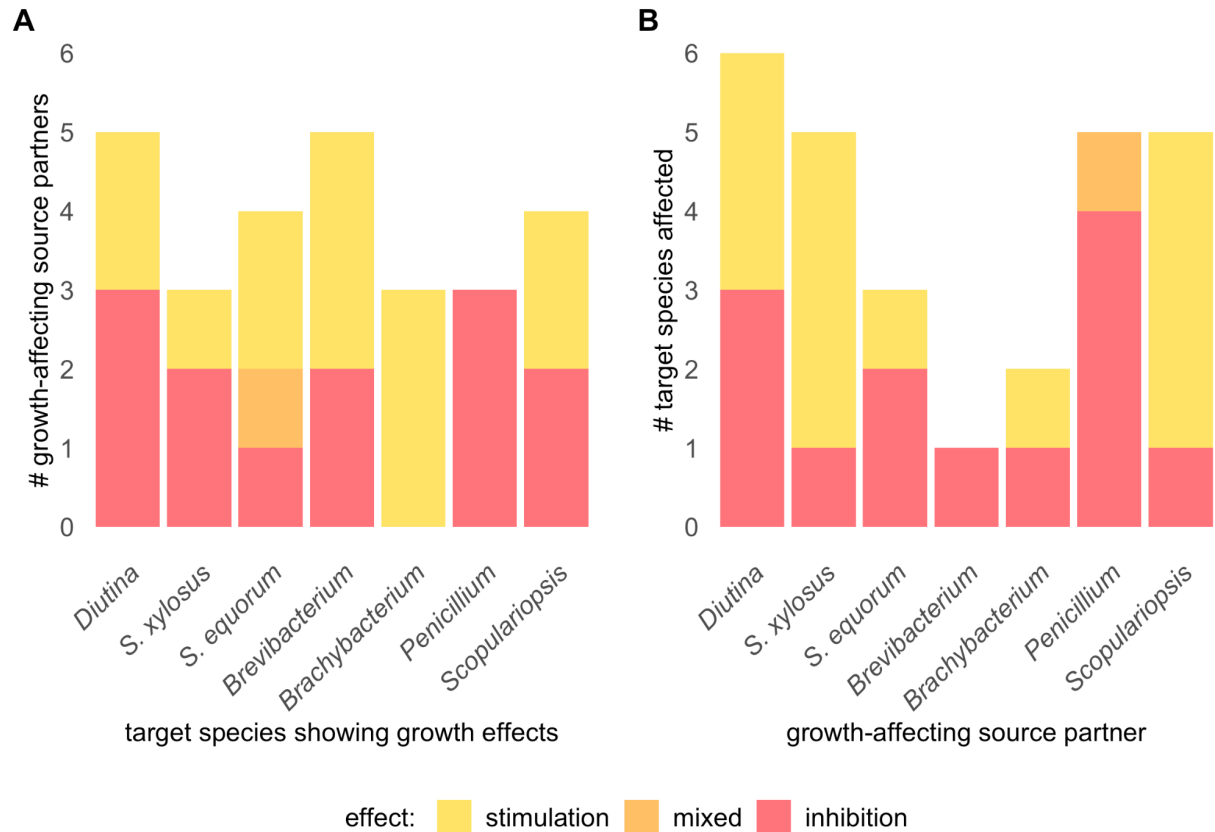 A
6
5
4
3
2
1
0
# growth-affecting source partners
Diutina
S. xylosus
S. equorum
Brevibacterium
Brachybacterium
Penicillium
Scopulariopsis
target species showing growth effects
B
6
5
4
3
2
1
0
# target species affected
Diutina
S. xylosus
S. equorum
Brevibacterium
Brachybacterium
Penicillium
Scopulariopsis
growth-affecting source partner
effect: stimulation mixed inhibition